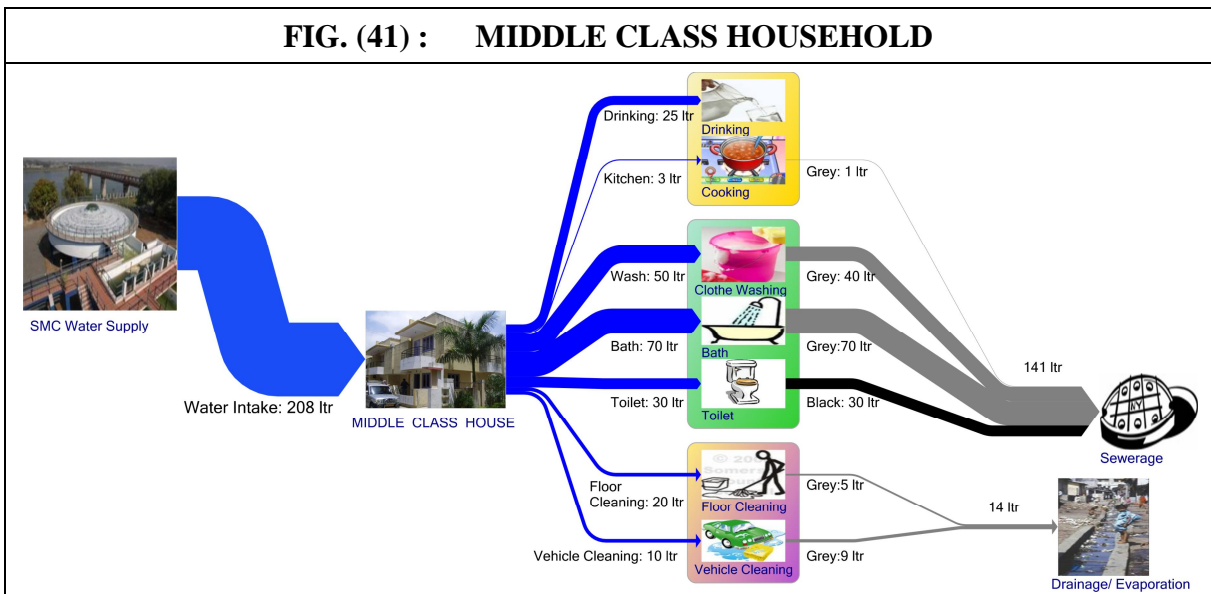 FIG. (41) : MIDDLE CLASS HOUSEHOLD
Drinking: 25 ltr
Drinking
Kitchen: 3 ltr
Cooking
Grey: 1 ltr
SMC Water Supply
Water Intake: 208 ltr
MIDDLE CLASS HOUSE
Wash: 50 ltr
Clothe Washing
Grey: 40 ltr
Bath: 70 ltr
Bath
Grey:70 ltr
Toilet: 30 ltr
Toilet
Black: 30 ltr
141 ltr
Sewerage
Floor
Cleaning: 20 ltr
Floor Cleaning
Grey:5 ltr
14 ltr
Vehicle Cleaning: 10 ltr
Vehicle Cleaning
Grey:9 ltr
Drainage/ Evaporation